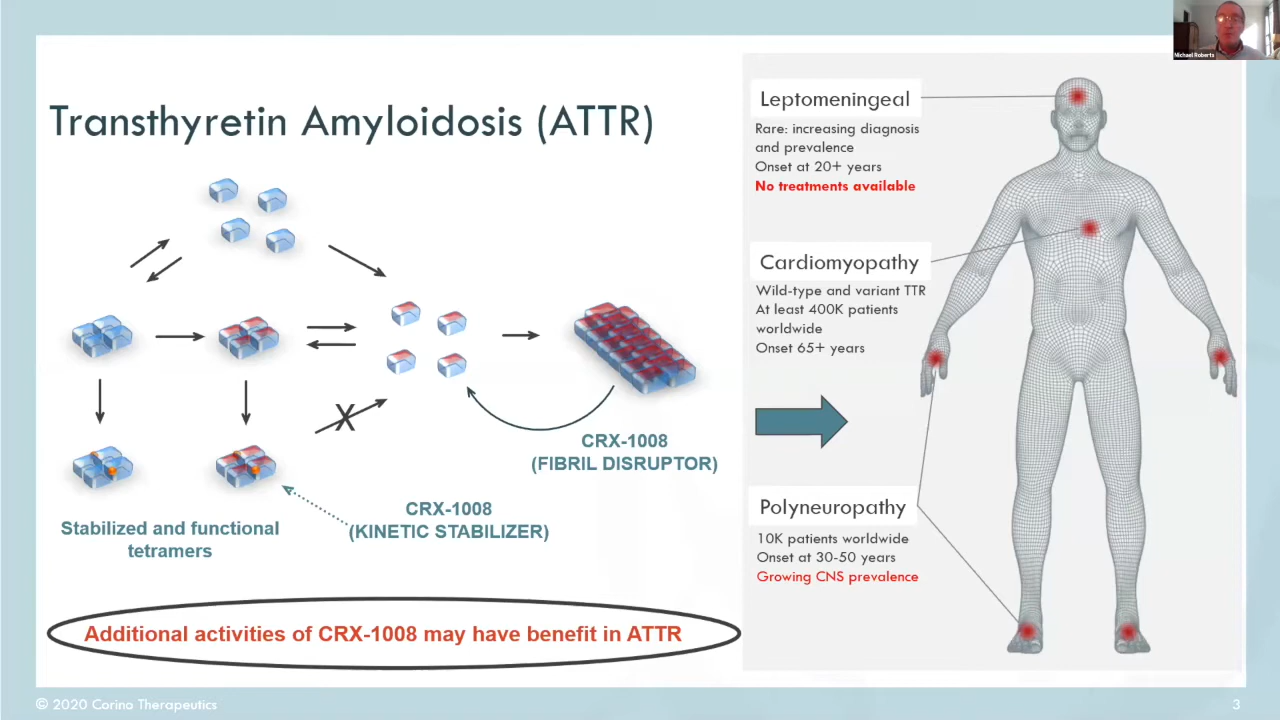 Michael Roberts
Transthyretin Amyloidosis (ATTR)
X
CRX-1008
(FIBRIL DISRUPTOR)
CRX-1008
(KINETIC STABILIZER)
Stabilized and functional
tetramers
Additional activities of CRX-1008 may have benefit in ATTR
Leptomeningeal
Rare: increasing diagnosis
and prevalence
Onset at 20+ years
No treatments available
Cardiomyopathy
Wild-type and variant TTR
At least 400K patients
worldwide
Onset 65+ years
Polyneuropathy
10K patients worldwide
Onset at 30-50 years
Growing CNS prevalence
© 2020 Corino Therapeutics
3